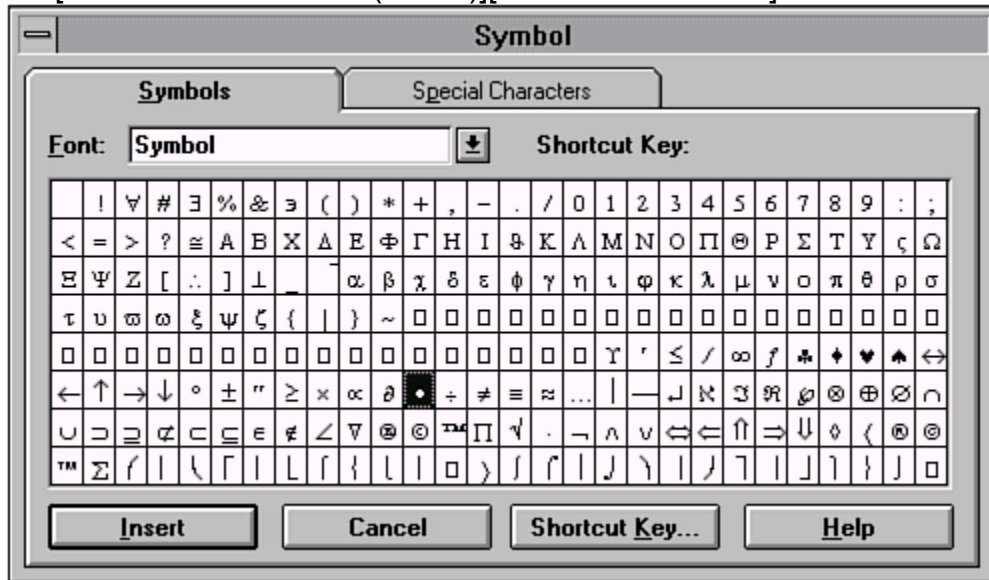 Symbol
Symbols Special Characters
Font: Symbol Shortcut Key:
! ∀ # ∃ % & ∋ ( ) * + , − . / 0 1 2 3 4 5 6 7 8 9 : ;
< = > ? ≅ Α Β Χ Δ Ε Φ Γ Η Ι ϑ Κ Λ Μ Ν Ο Π Θ Ρ Σ Τ Υ ς Ω
Ξ Ψ Ζ [ ∴ ] ⊥ _ ‾ α β χ δ ε φ γ η ι ϕ κ λ μ ν ο π θ ρ σ
τ υ ϖ ω ξ ψ ζ { | } ~ □ □ □ □ □ □ □ □ □ □ □ □ □ □ □ □ □
□ □ □ □ □ □ □ □ □ □ □ □ □ □ □ □ ϒ ′ ≤ ⁄ ∞ ƒ ♣ ♦ ♥ ♠ ↔
← ↑ → ↓ ° ± ″ ≥ × ∝ ∂ • ÷ ≠ ≡ ≈ … | — ↵ ℵ ℑ ℜ ℘ ⊗ ⊕ ∅ ∩
∪ ⊃ ⊇ ⊄ ⊂ ⊆ ∈ ∉ ∠ ∇ ® © ™ ∏ √ ⋅ ¬ ∧ ∨ ⇔ ⇐ ⇑ ⇒ ⇓ ◊ 〈 ® ©
™ ∑ ⎛ ⎜ ⎝ ⎡ ⎢ ⎣ ⎧ ⎨ ⎩ ⎪ □ 〉 ∫ ⌠ ⎮ ⌡ ⎞ ⎟ ⎠ ⎤ ⎥ ⎦ ⎫ ⎬ ⎭ □
Insert Cancel Shortcut Key... Help